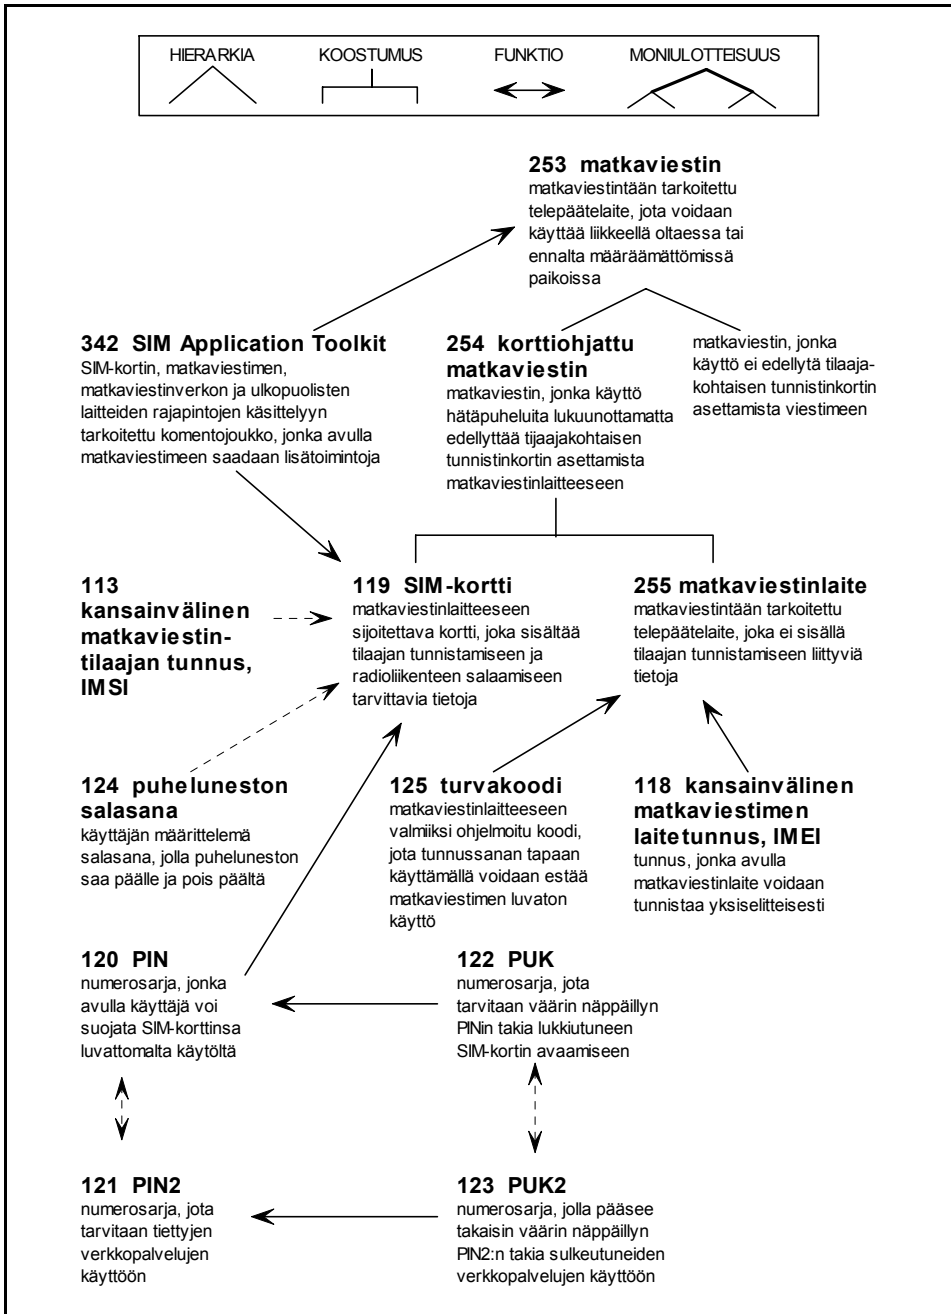 HIERARKIA KOOSTUMUS FUNKTIO MONIULOTTEISUUS
253 matkaviestin
matkaviestintään tarkoitettu
telepäätelaite, jota voidaan
käyttää liikkeellä oltaessa tai
ennalta määräämättömissä
paikoissa
342 SIM Application Toolkit
SIM-kortin, matkaviestimen,
matkaviestinverkon ja ulkopuolisten
laitteiden rajapintojen käsittelyyn
tarkoitettu komentojoukko, jonka avulla
matkaviestimeen saadaan lisätoimintoja
254 korttiohjattu
matkaviestin
matkaviestin, jonka käyttö
hätäpuheluita lukuunottamatta
edellyttää tijaajakohtaisen
tunnistinkortin asettamista
matkaviestinlaitteeseen
matkaviestin, jonka
käyttö ei edellytä tilaaja-
kohtaisen tunnistinkortin
asettamista viestimeen
113
kansainvälinen
matkaviestin-
tilaajan tunnus,
IMSI
119 SIM-kortti
matkaviestinlaitteeseen
sijoitettava kortti, joka sisältää
tilaajan tunnistamiseen ja
radioliikenteen salaamiseen
tarvittavia tietoja
255 matkaviestinlaite
matkaviestintään tarkoitettu
telepäätelaite, joka ei sisällä
tilaajan tunnistamiseen liittyviä
tietoja
124 puheluneston
salasana
käyttäjän määrittelemä
salasana, jolla puheluneston
saa päälle ja pois päältä
125 turvakoodi
matkaviestinlaitteeseen
valmiiksi ohjelmoitu koodi,
jota tunnussanan tapaan
käyttämällä voidaan estää
matkaviestimen luvaton
käyttö
118 kansainvälinen
matkaviestimen
laitetunnus, IMEI
tunnus, jonka avulla
matkaviestinlaite voidaan
tunnistaa yksiselitteisesti
120 PIN
numerosarja, jonka
avulla käyttäjä voi
suojata SIM-korttinsa
luvattomalta käytöltä
122 PUK
numerosarja, jota
tarvitaan väärin näppäillyn
PINin takia lukkiutuneen
SIM-kortin avaamiseen
121 PIN2
numerosarja, jota
tarvitaan tiettyjen
verkkopalvelujen
käyttöön
123 PUK2
numerosarja, jolla pääsee
takaisin väärin näppäillyn
PIN2:n takia sulkeutuneiden
verkkopalvelujen käyttöön